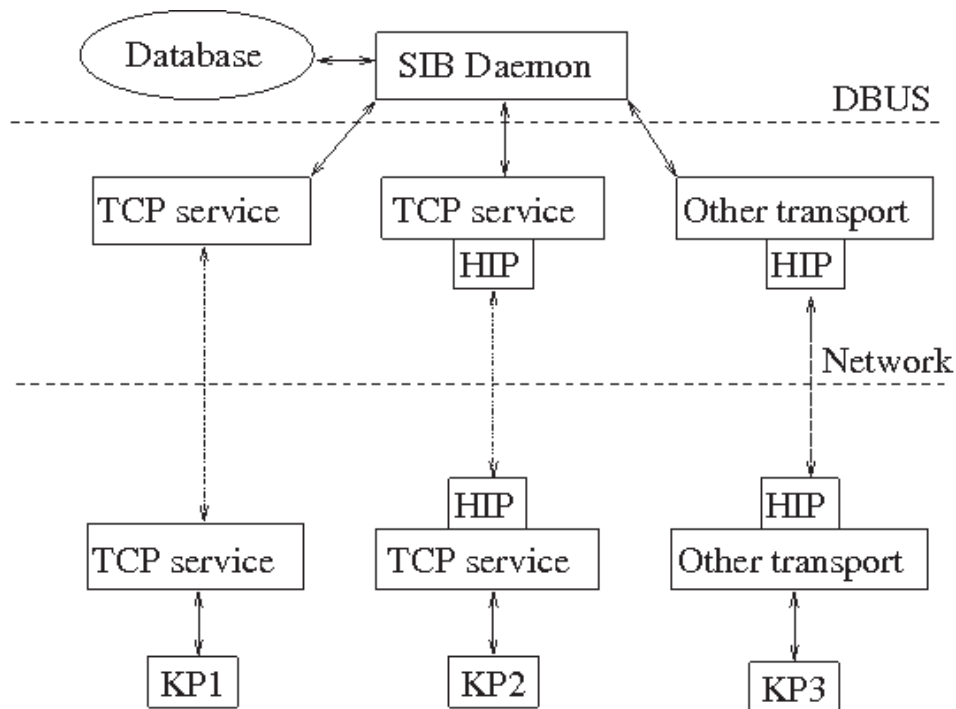 Database
SIB Daemon
DBUS
TCP service
TCP service
Other transport
HIP
HIP
Network
HIP
HIP
TCP service
TCP service
Other transport
KP1
KP2
KP3